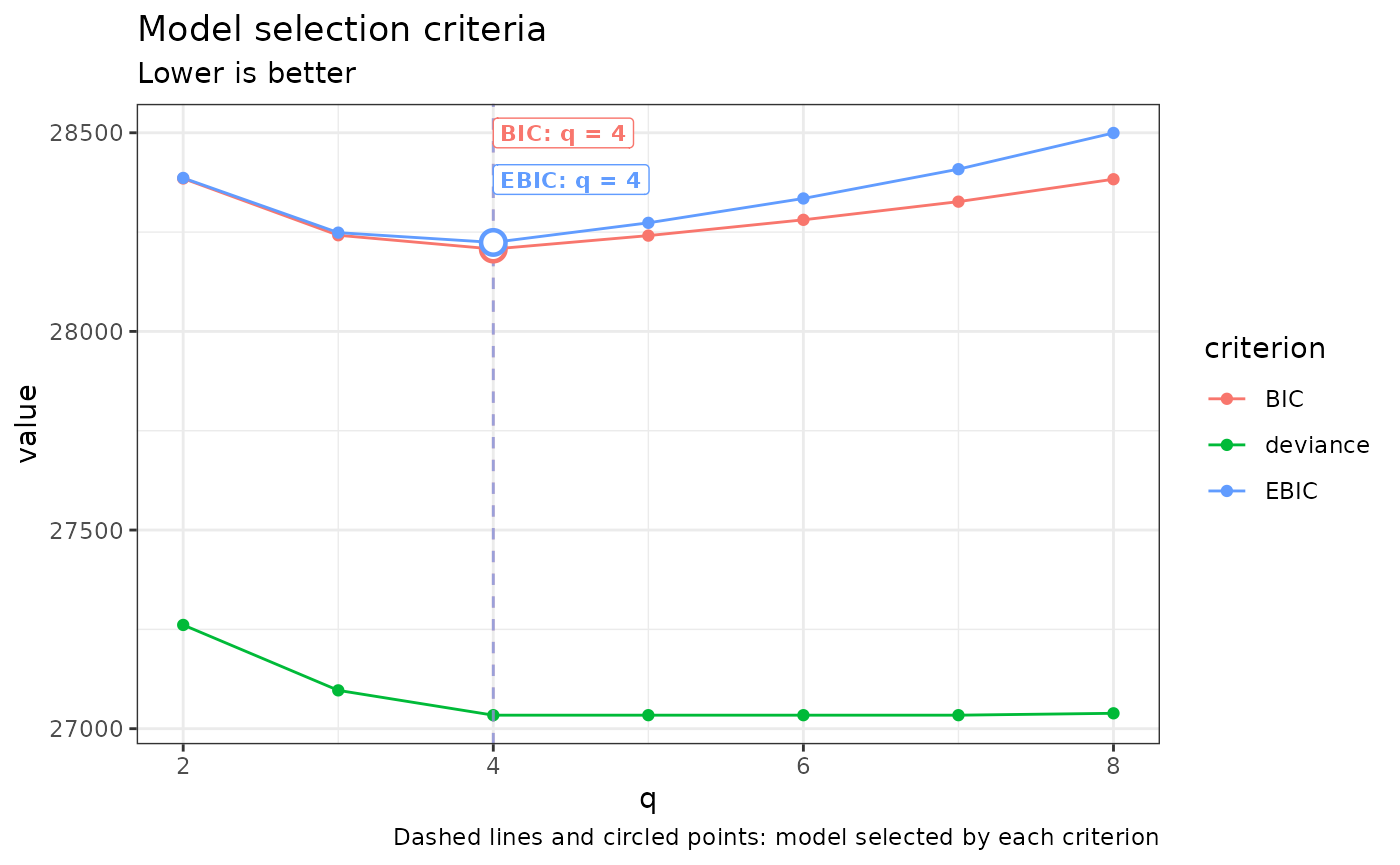 Model selection criteria
Lower is better
28500
28000
27500
27000
value
BIC: q = 4
EBIC: q = 4
2
4
6
8
q
criterion
BIC
deviance
EBIC
Dashed lines and circled points: model selected by each criterion